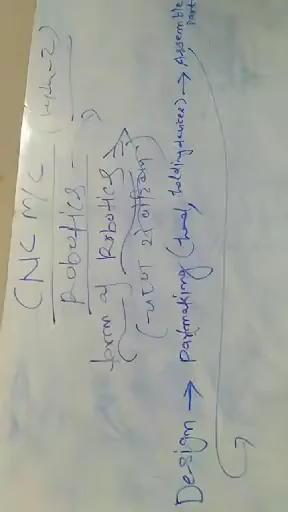 CNC M/C
Robotics
form of Robotics
Design → Partmaking (tool, holding devices) → Assemble part